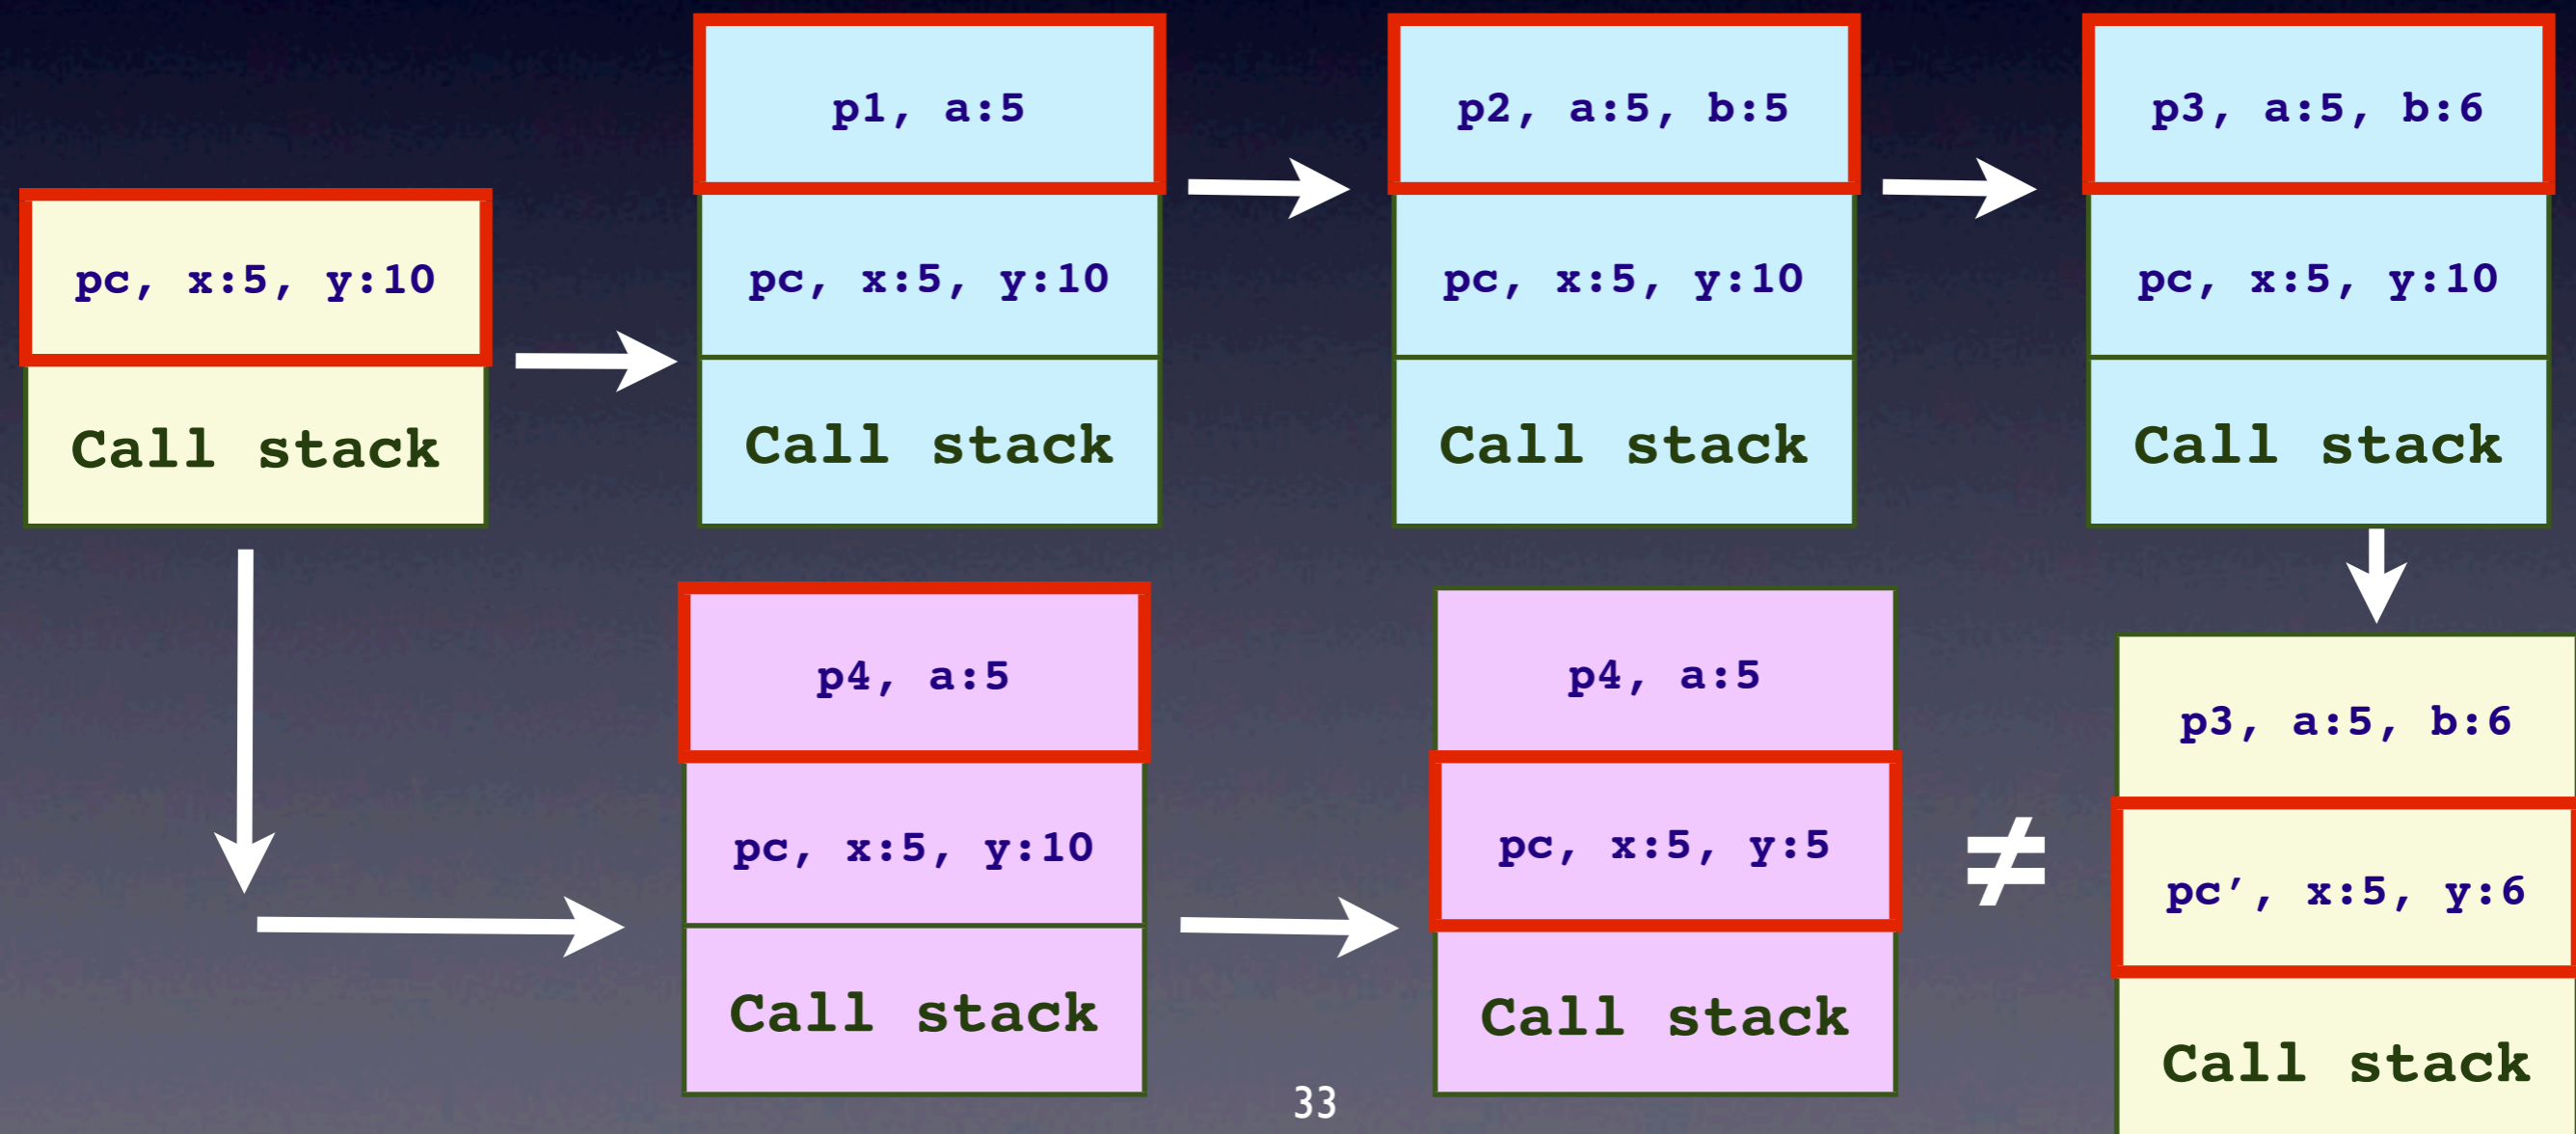 p1, a:5
p2, a:5, b:5
p3, a:5, b:6
pc, x:5, y:10
pc, x:5, y:10
pc, x:5, y:10
pc, x:5, y:10
Call stack
Call stack
Call stack
Call stack
p4, a:5
p4, a:5
p3, a:5, b:6
pc, x:5, y:10
pc, x:5, y:5
≠
pc’, x:5, y:6
Call stack
Call stack
Call stack
33